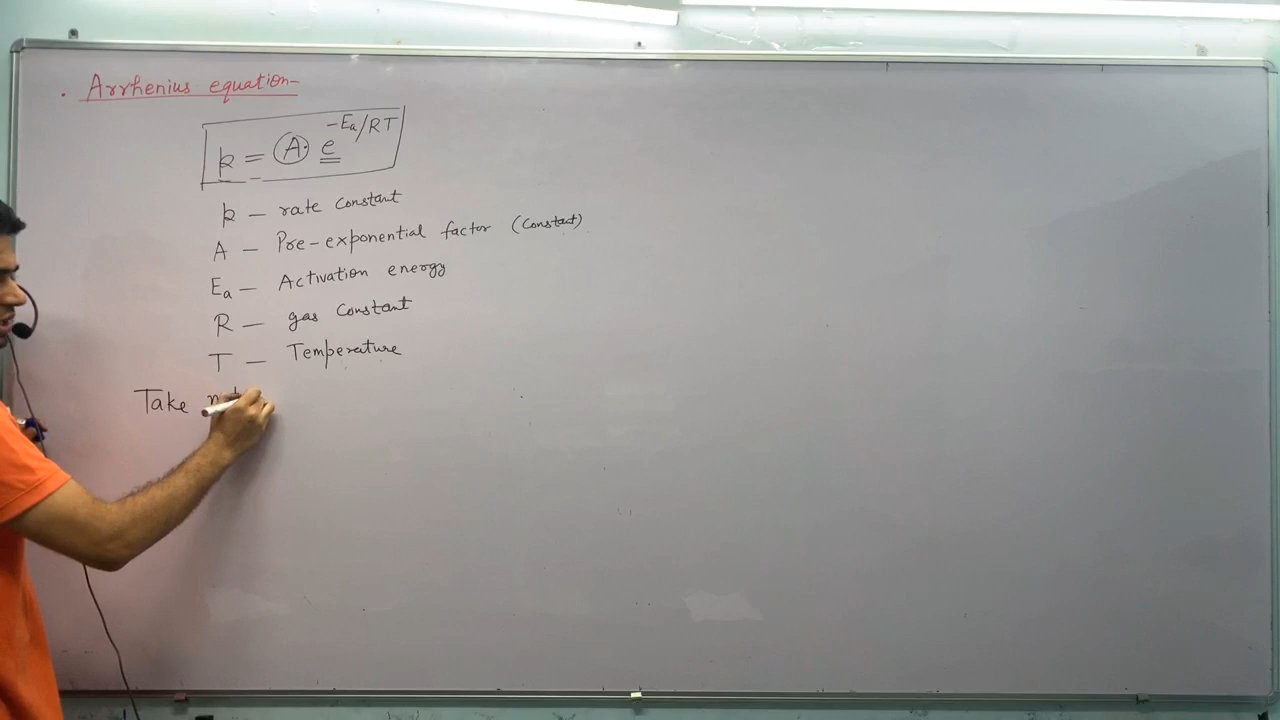 . Arrhenius equation-
k = A. e -Ea/RT
k - rate constant
A - Pre-exponential factor (Constant)
Ea - Activation energy
R - gas constant
T - Temperature
Take